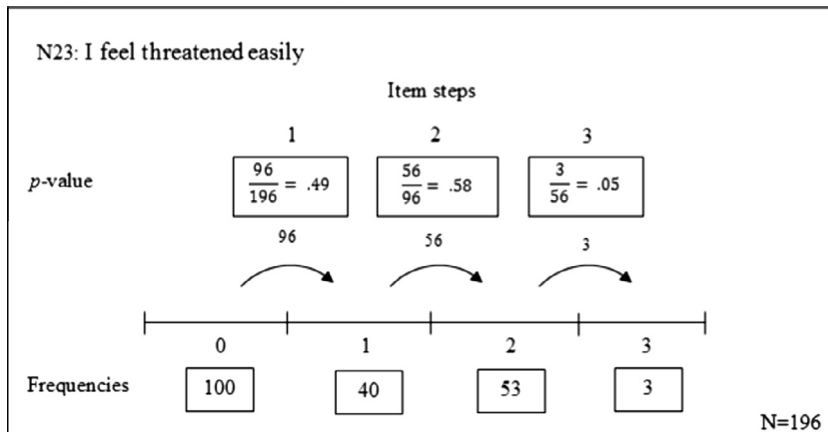 N23: I feel threatened easily
Item steps
1 2 3
p-value 96/196 = .49 56/96 = .58 3/56 = .05
96 56 3
0 1 2 3
Frequencies 100 40 53 3
N=196